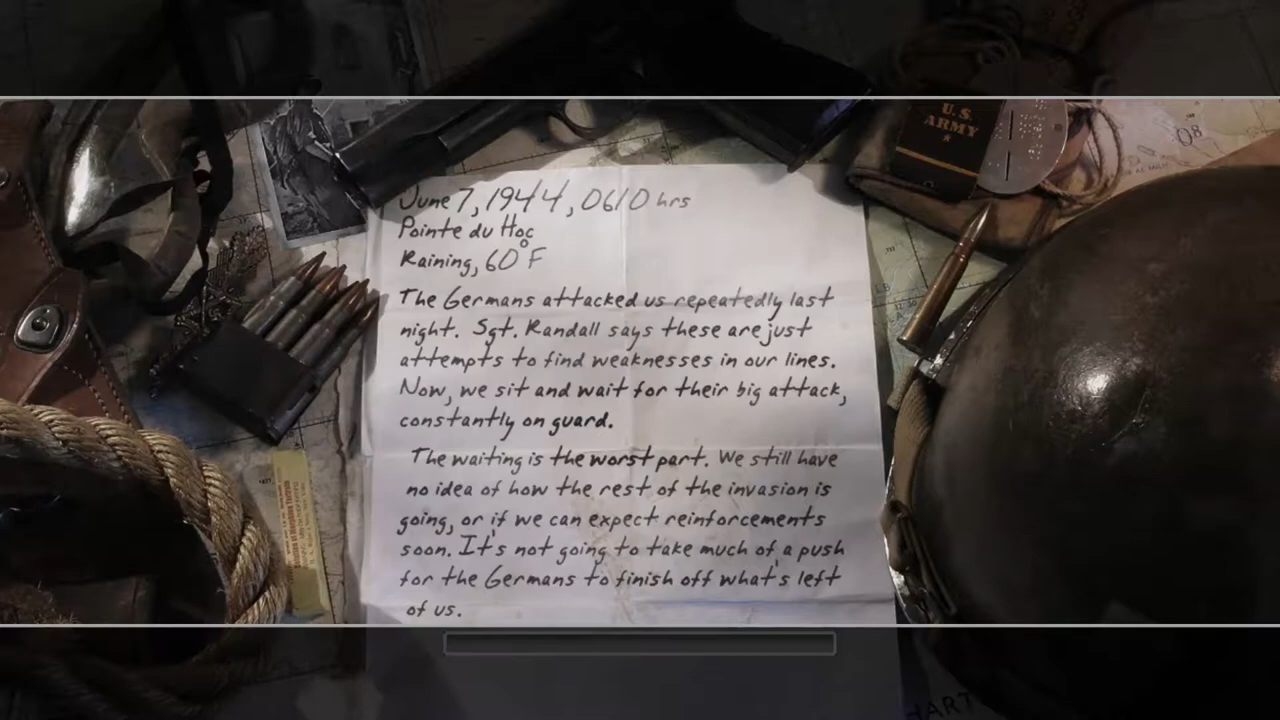 U.S.
ARMY
June 7, 1944, 0610 hrs
Pointe du Hoc
Raining, 60°F
The Germans attacked us repeatedly last
night. Sgt. Randall says these are just
attempts to find weaknesses in our lines.
Now, we sit and wait for their big attack,
constantly on guard.
The waiting is the worst part. We still have
no idea of how the rest of the invasion is
going, or if we can expect reinforcements
soon. It's not going to take much of a push
for the Germans to finish off what's left
of us.